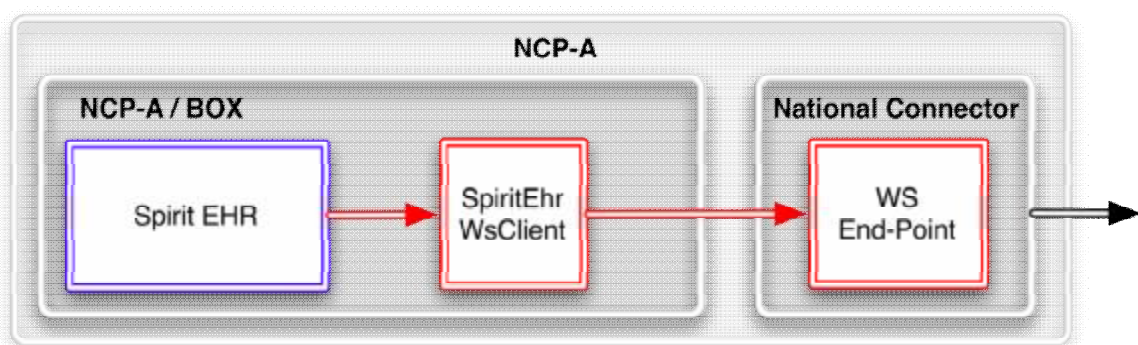 NCP-A
NCP-A / BOX
National Connector
Spirit EHR
SpiritEhr
WsClient
WS
End-Point